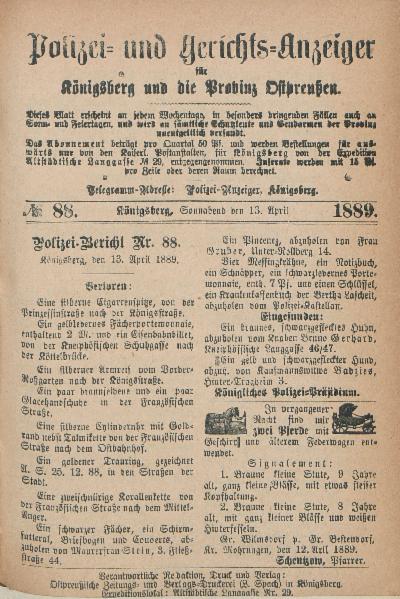 Polizei- und Gerichts-Anzeiger
für
Königsberg und die Provinz Ostpreußen.
Dieses Blatt erscheint an jedem Wochentage, in besonders dringenden Fällen auch an
Sonn- und Feiertagen, und wird an sämmtliche Schutzleute und Gendarmen der Provinz
unentgeltlich versandt.
Das Abonnement beträgt pro Quartal 50 Pf. und werden Bestellungen für aus-
wärts nur von den Kaiserl. Postanstalten, für Königsberg von der Expedition
Altstädtische Langgasse № 29, entgegengenommen. Inserate werden mit 15 Pf.
pro Zeile oder deren Raum berechnet.
Telegramm-Adresse: Polizei-Anzeiger, Königsberg.
№ 88. Königsberg, Sonnabend den 13. April 1889.
Polizei-Bericht Nr. 88.
Königsberg, den 13. April 1889.
Verloren:
Eine silberne Cigarrenspitze, von der
Prinzessinstraße nach der Königstraße.
Ein gelbledernes Fächerportemonnaie,
enthaltend 2 Mk. und ein Eisenbahnbillet,
von der Kneiphöfschen Schuhgasse nach
der Köttelbrücke.
Ein silberner Armreif vom Vorder-
Roßgarten nach der Königstraße.
Ein paar brannseidene und ein paar
Glacehandschuhe in der Französischen
Straße.
Eine silberne Cylinderuhr mit Gold-
rand nebst Talmikette von der Französischen
Straße nach dem Ostbahnhof.
Ein goldener Trauring, gezeichnet
A. S. 25. 12. 88, in den Straßen der
Stadt.
Eine zweischnürige Korallenkette von
der Französischen Straße nach dem Mittel-
Anger.
Ein schwarzer Fächer, ein Schirm-
futteral, Briefbogen und Couverts, ab-
zuholen von Maurerfrau Stein, 3. Fließ-
straße 44.
Ein Pincenez, abzuholen von Frau
Gruber, Unter-Rollberg 14.
Vier Messingkrähne, ein Notizbuch,
ein Schnäpper, ein schwarzledernes Porte-
monnaie, enth. 7 Pf. und einen Schlüssel,
ein Krankenkassenbuch der Bertha Laschelt,
abzuholen vom Polizei-Kastellan.
Eingefunden:
Ein braunes, schwarzgeflecktes Huhn,
abzuholen vom Knaben Bruno Gerhard,
Kneiphöfsche Langgasse 46/47.
Ein gelb und schwarzgefleckter Hund,
abzuh. von Kaufmannswittwe Badzies,
Hinter-Tragheim 3.
Königliches Polizei-Präsidium.
In vergangener
Nacht sind mir
zwei Pferde mit
Geschirr und älterem Federwagen ent-
wendet.
Signalement:
1. Braune kleine Stute, 9 Jahre
alt, ganz kleine Blässe, mit etwas steifer
Kopfhaltung.
2. Braune kleine Stute, 8 Jahre
alt, mit ganz kleiner Blässe und weißen
Hinterfesseln.
Gr. Wilmsdorf p. Gr. Bestendorf,
Kr. Mohrungen, den 12. April 1889.
Schentzow, Pfarrer.
Verantwortliche Redaktion, Druck und Verlag:
Ostpreußische Zeitungs- und Verlags-Druckerei in Königsberg.
Expeditionslokal: Altstädtische Langgasse Nr. 29.